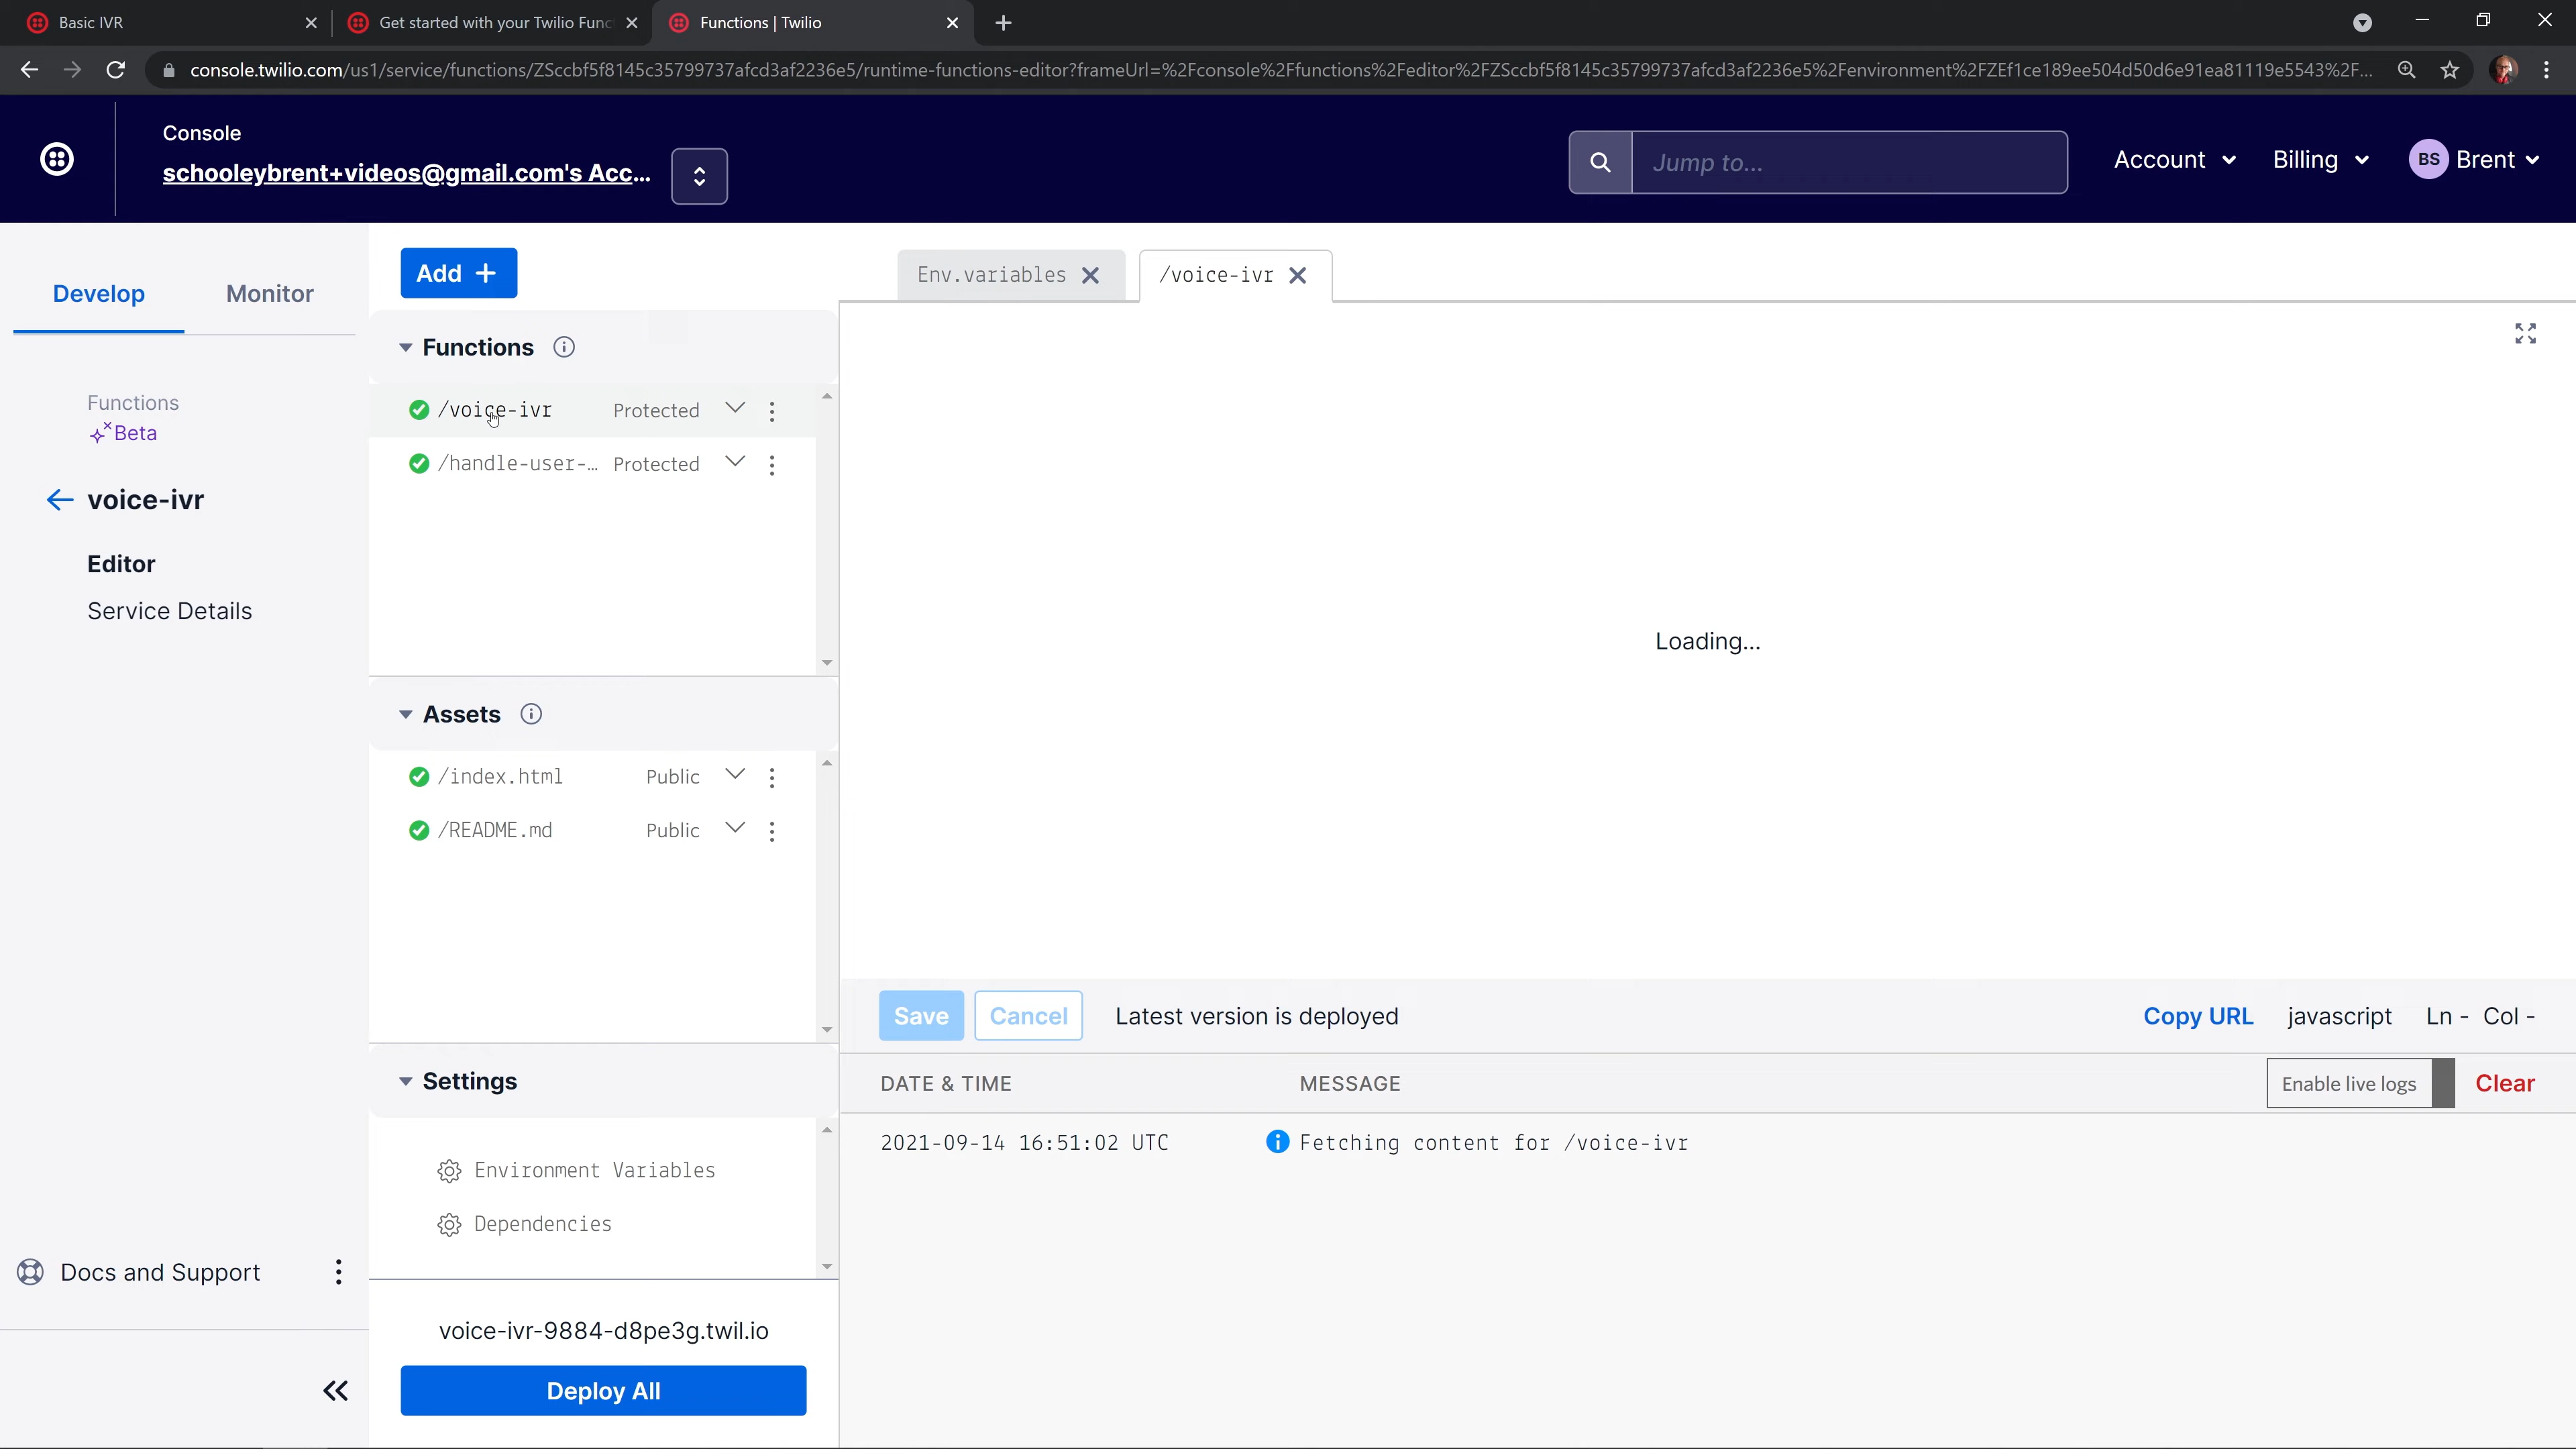 Basic IVR
Get started with your Twilio Func
Functions | Twilio
console.twilio.com/us1/service/functions/ZSccbf5f8145c35799737afcd3af2236e5/runtime-functions-editor?frameUrl=%2Fconsole%2Ffunctions%2Feditor%2FZSccbf5f8145c35799737afcd3af2236e5%2Fenvironment%2FZEf1ce189ee504d50d6e91ea81119e5543%2F...
Console
schooleybrent+videos@gmail.com's Acc...
Jump to...
Account
Billing
BS Brent
Develop
Monitor
Functions
Beta
voice-ivr
Editor
Service Details
Docs and Support
Add +
Functions
/voice-ivr Protected
/handle-user-... Protected
Assets
/index.html Public
/README.md Public
Settings
Environment Variables
Dependencies
voice-ivr-9884-d8pe3g.twil.io
Deploy All
Env.variables
/voice-ivr
Loading...
Save
Cancel
Latest version is deployed
Copy URL
javascript
Ln - Col -
DATE & TIME
MESSAGE
Enable live logs
Clear
2021-09-14 16:51:02 UTC
Fetching content for /voice-ivr